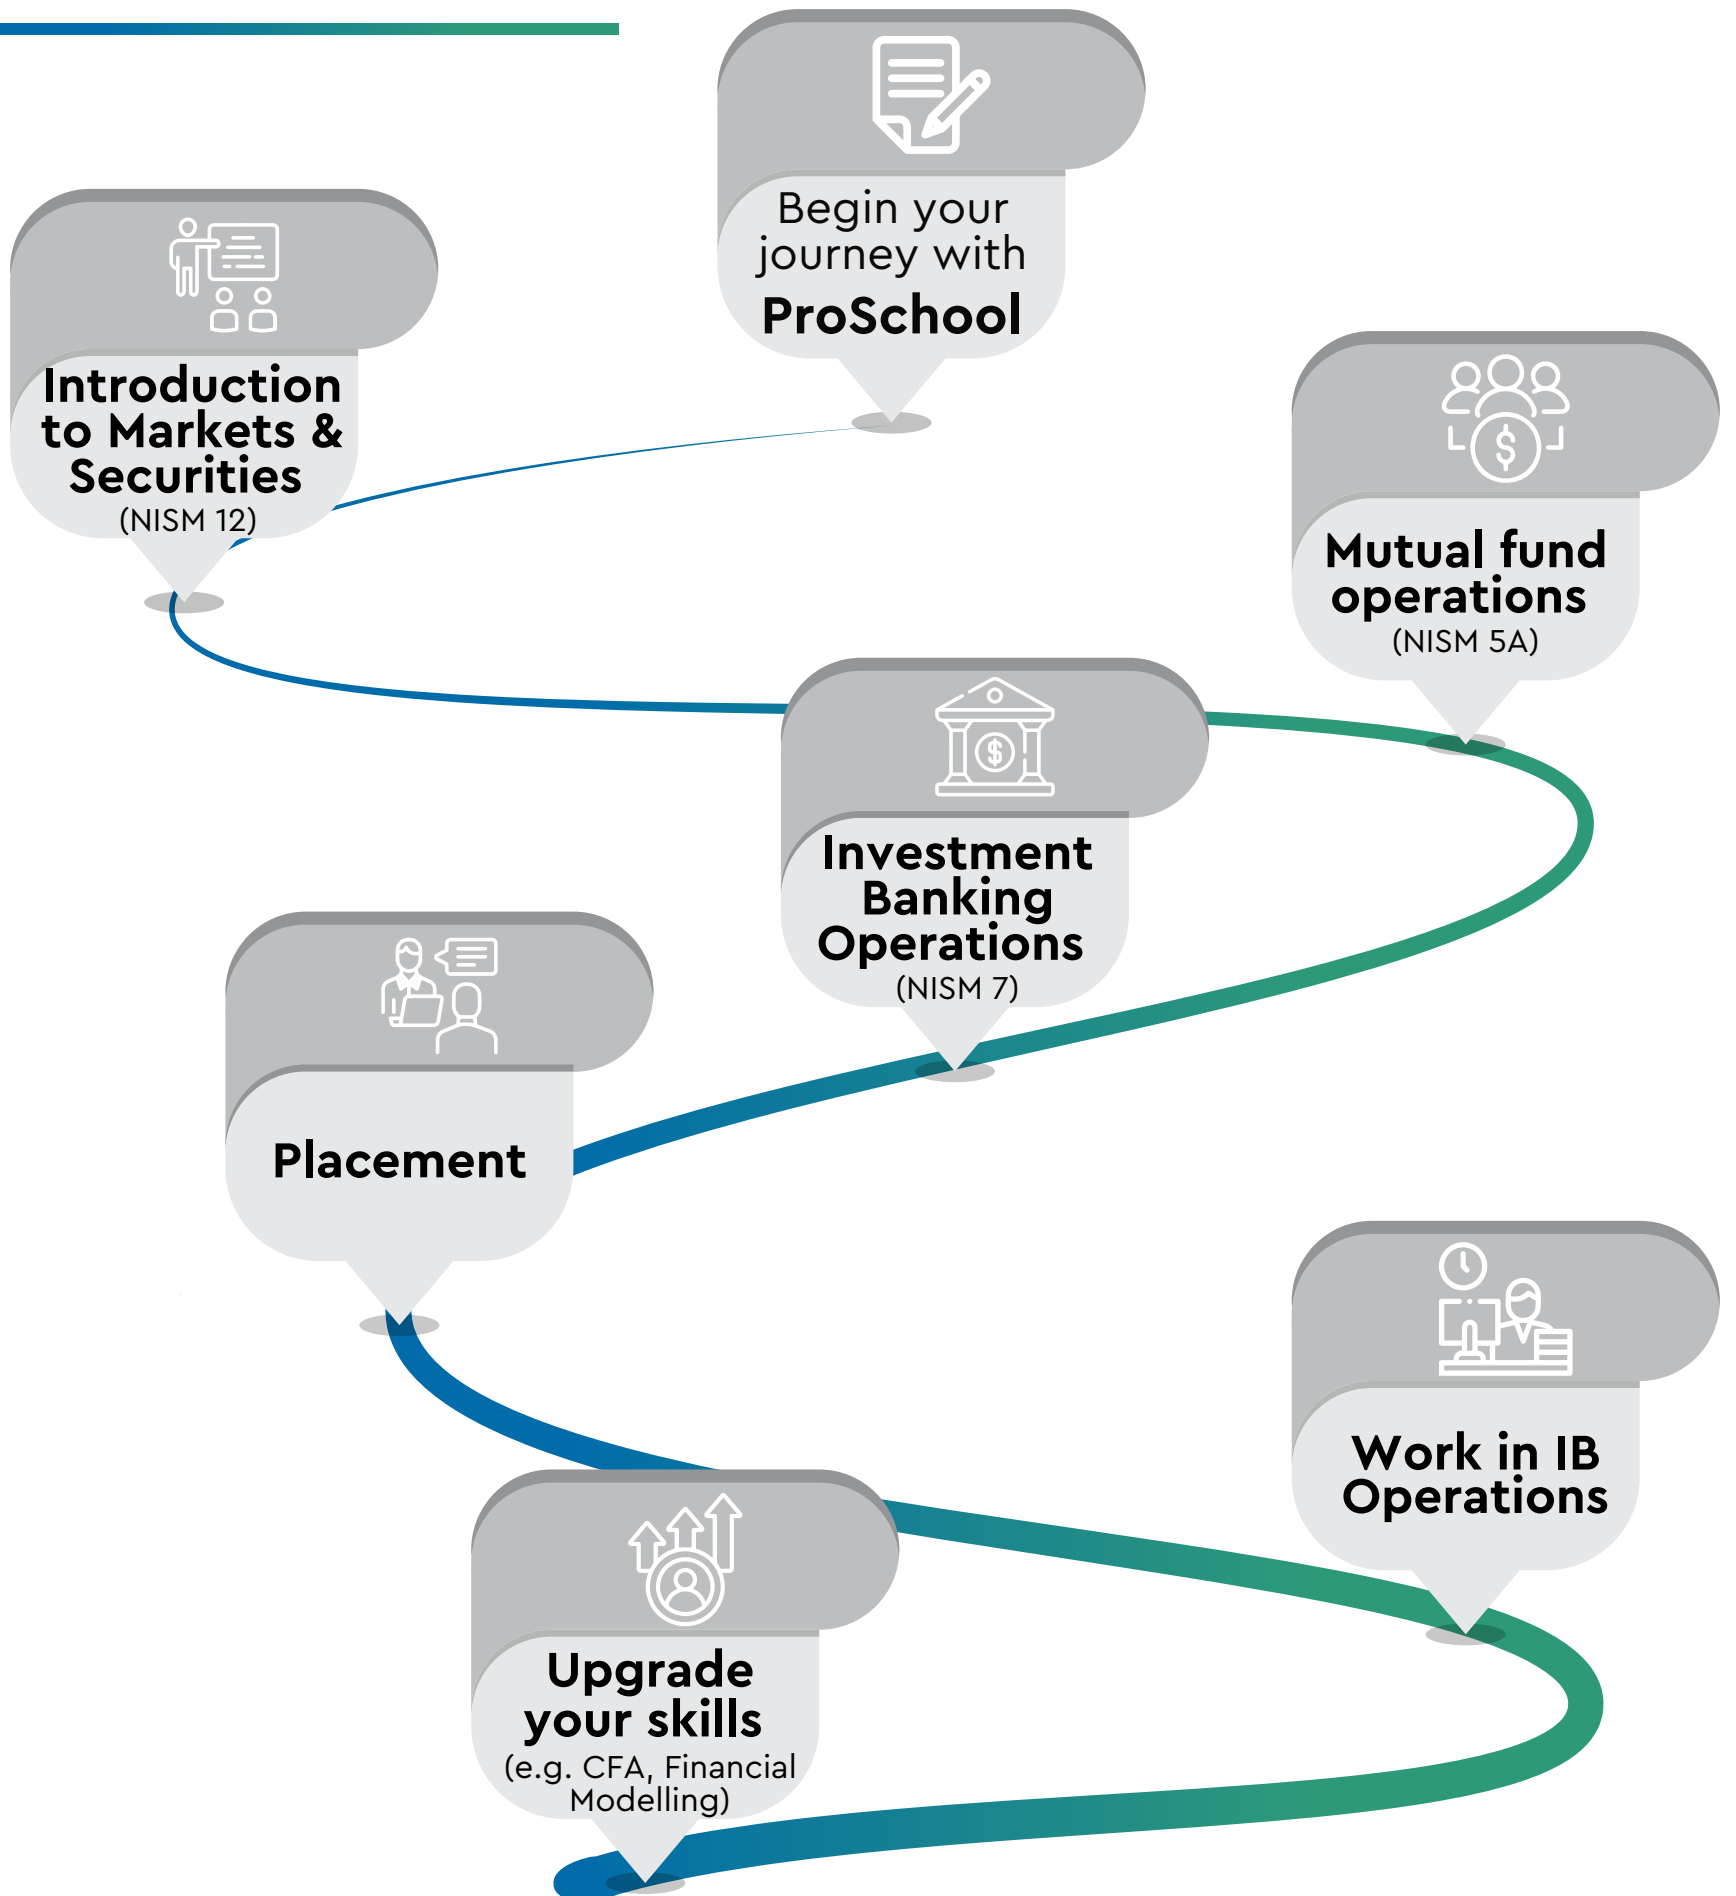 Begin your
journey with
ProSchool
Introduction
to Markets &
Securities
(NISM 12)
Mutual fund
operations
(NISM 5A)
Investment
Banking
Operations
(NISM 7)
Placement
Work in IB
Operations
Upgrade
your skills
(e.g. CFA, Financial
Modelling)